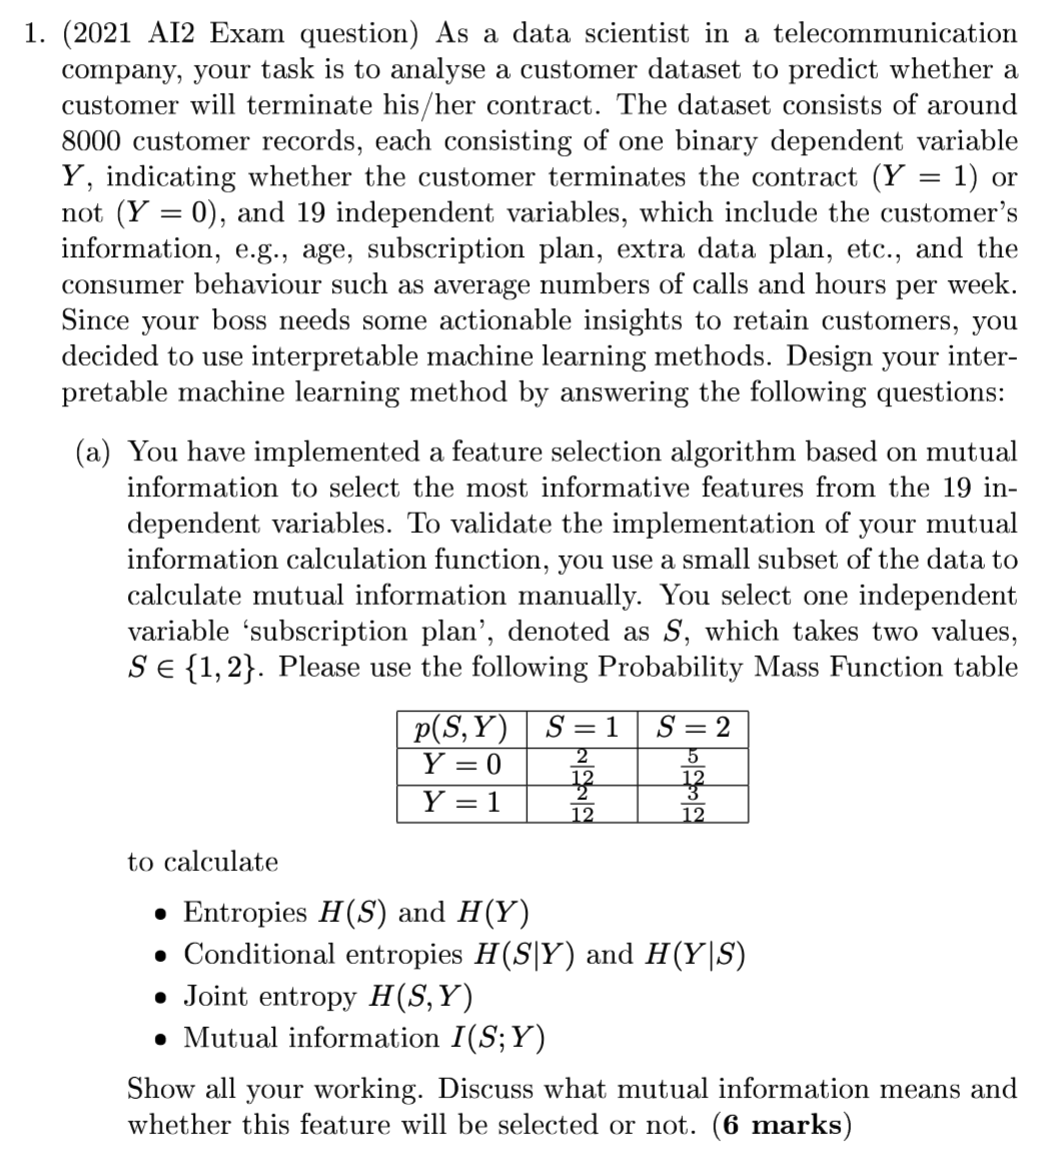 1. (2021 AI2 Exam question) As a data scientist in a telecommunication
company, your task is to analyse a customer dataset to predict whether a
customer will terminate his/her contract. The dataset consists of around
8000 customer records, each consisting of one binary dependent variable
Y, indicating whether the customer terminates the contract (Y = 1) or
not (Y = 0), and 19 independent variables, which include the customer's
information, e.g., age, subscription plan, extra data plan, etc., and the
consumer behaviour such as average numbers of calls and hours per week.
Since your boss needs some actionable insights to retain customers, you
decided to use interpretable machine learning methods. Design your inter-
pretable machine learning method by answering the following questions:
(a) You have implemented a feature selection algorithm based on mutual
information to select the most informative features from the 19 in-
dependent variables. To validate the implementation of your mutual
information calculation function, you use a small subset of the data to
calculate mutual information manually. You select one independent
variable ‘subscription plan’, denoted as S, which takes two values,
S ∈ {1, 2}. Please use the following Probability Mass Function table
p(S, Y) S = 1 S = 2
Y = 0 2/12 5/12
Y = 1 2/12 3/12
to calculate
• Entropies H(S) and H(Y)
• Conditional entropies H(S|Y) and H(Y|S)
• Joint entropy H(S, Y)
• Mutual information I(S; Y)
Show all your working. Discuss what mutual information means and
whether this feature will be selected or not. (6 marks)